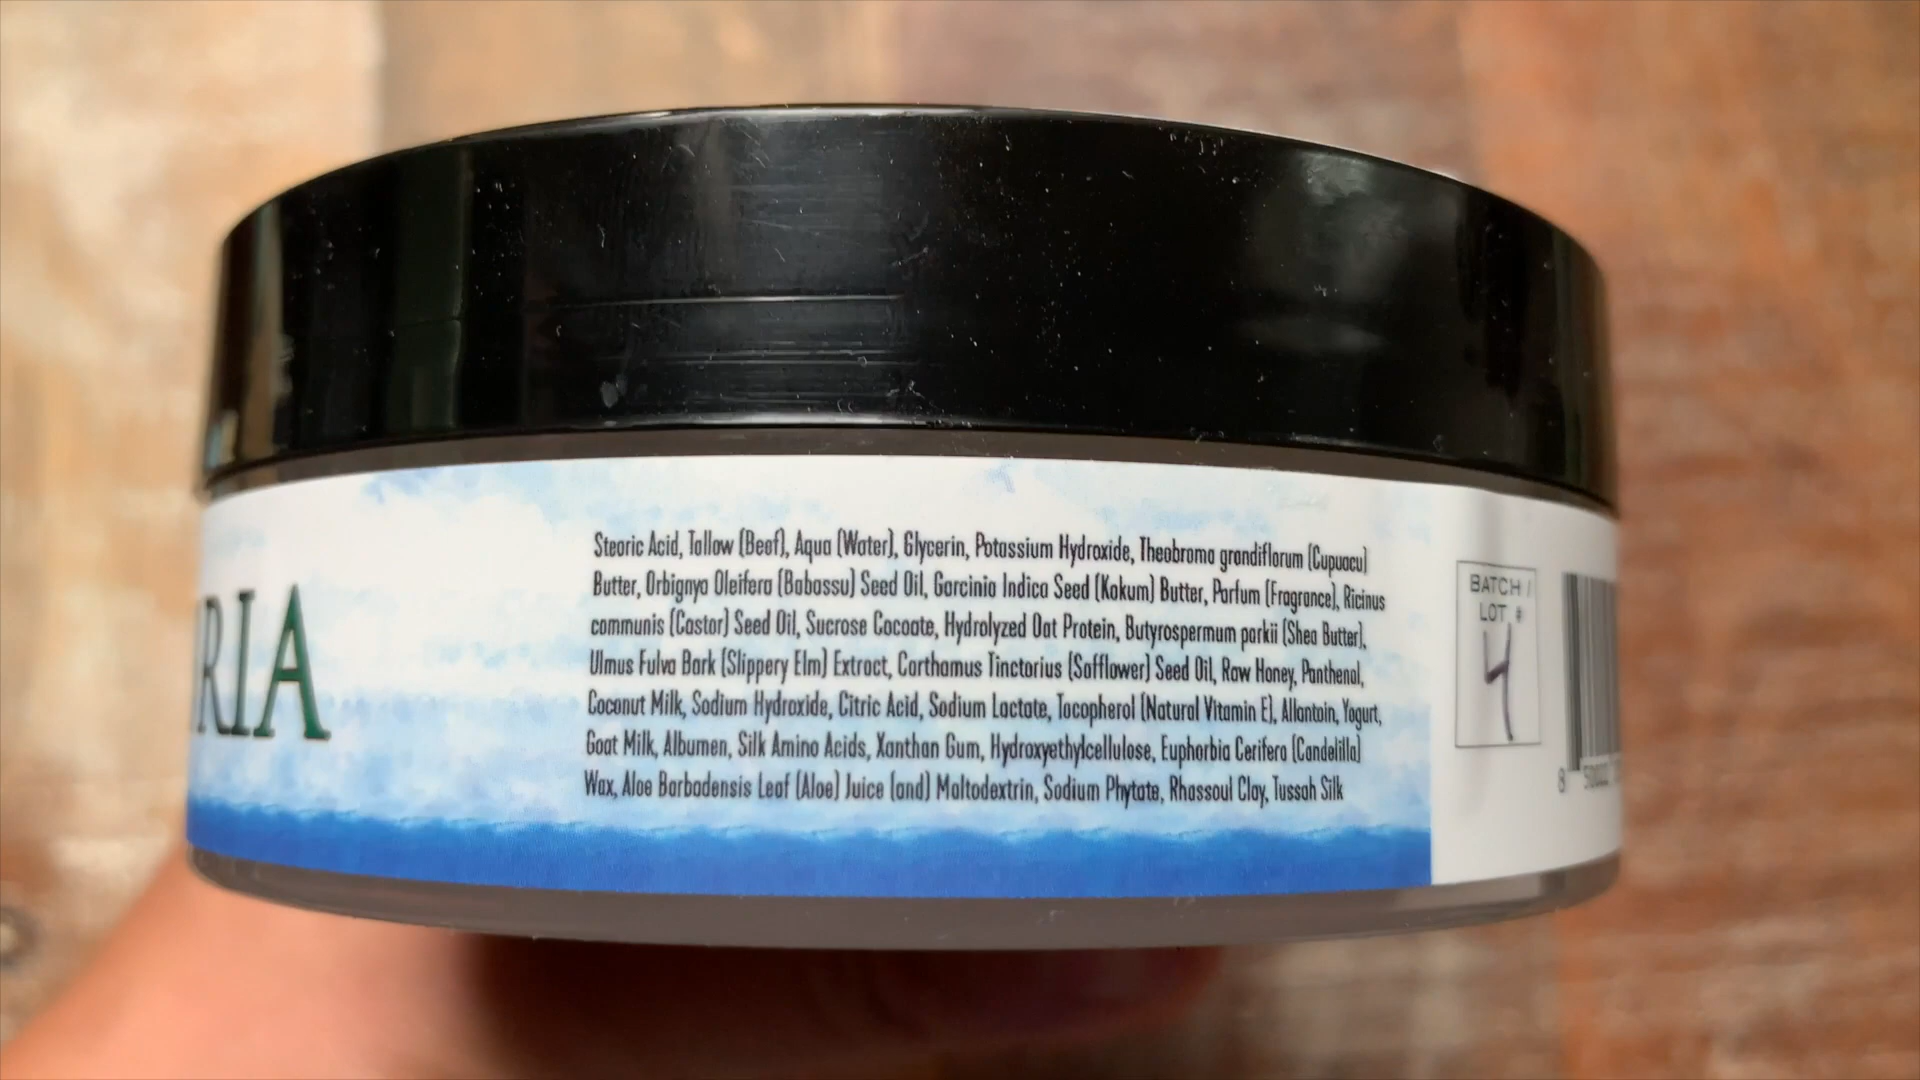 RIA
Stearic Acid, Tallow (Beef), Aqua (Water), Glycerin, Potassium Hydroxide, Theobroma grandiflorum (Cupuacu)
Butter, Orbignya Oleifera (Babassu) Seed Oil, Garcinia Indica Seed (Kokum) Butter, Parfum (Fragrance), Ricinus
communis (Castor) Seed Oil, Sucrose Cocoate, Hydrolyzed Oat Protein, Butyrospermum parkii (Shea Butter),
Ulmus Fulva Bark (Slippery Elm) Extract, Carthamus Tinctorius (Safflower) Seed Oil, Raw Honey, Panthenol,
Coconut Milk, Sodium Hydroxide, Citric Acid, Sodium Lactate, Tocopherol (Natural Vitamin E), Allantoin, Yogurt,
Goat Milk, Albumen, Silk Amino Acids, Xanthan Gum, Hydroxyethylcellulose, Euphorbia Cerifera (Candelilla)
Wax, Aloe Barbadensis Leaf (Aloe) Juice (and) Maltodextrin, Sodium Phytate, Rhassoul Clay, Tussah Silk
BATCH /
LOT #:
4
8